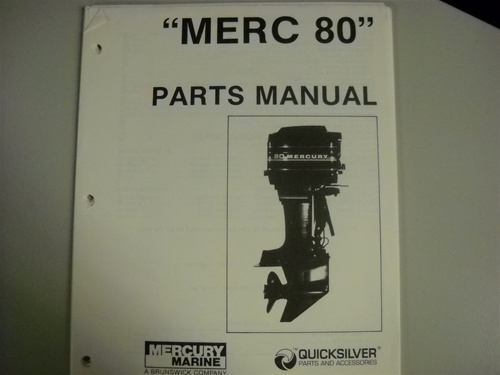 "MERC 80"
PARTS MANUAL
80 MERCURY
MERCURY
MARINE
A BRUNSWICK COMPANY
QUICKSILVER®
PARTS AND ACCESSORIES